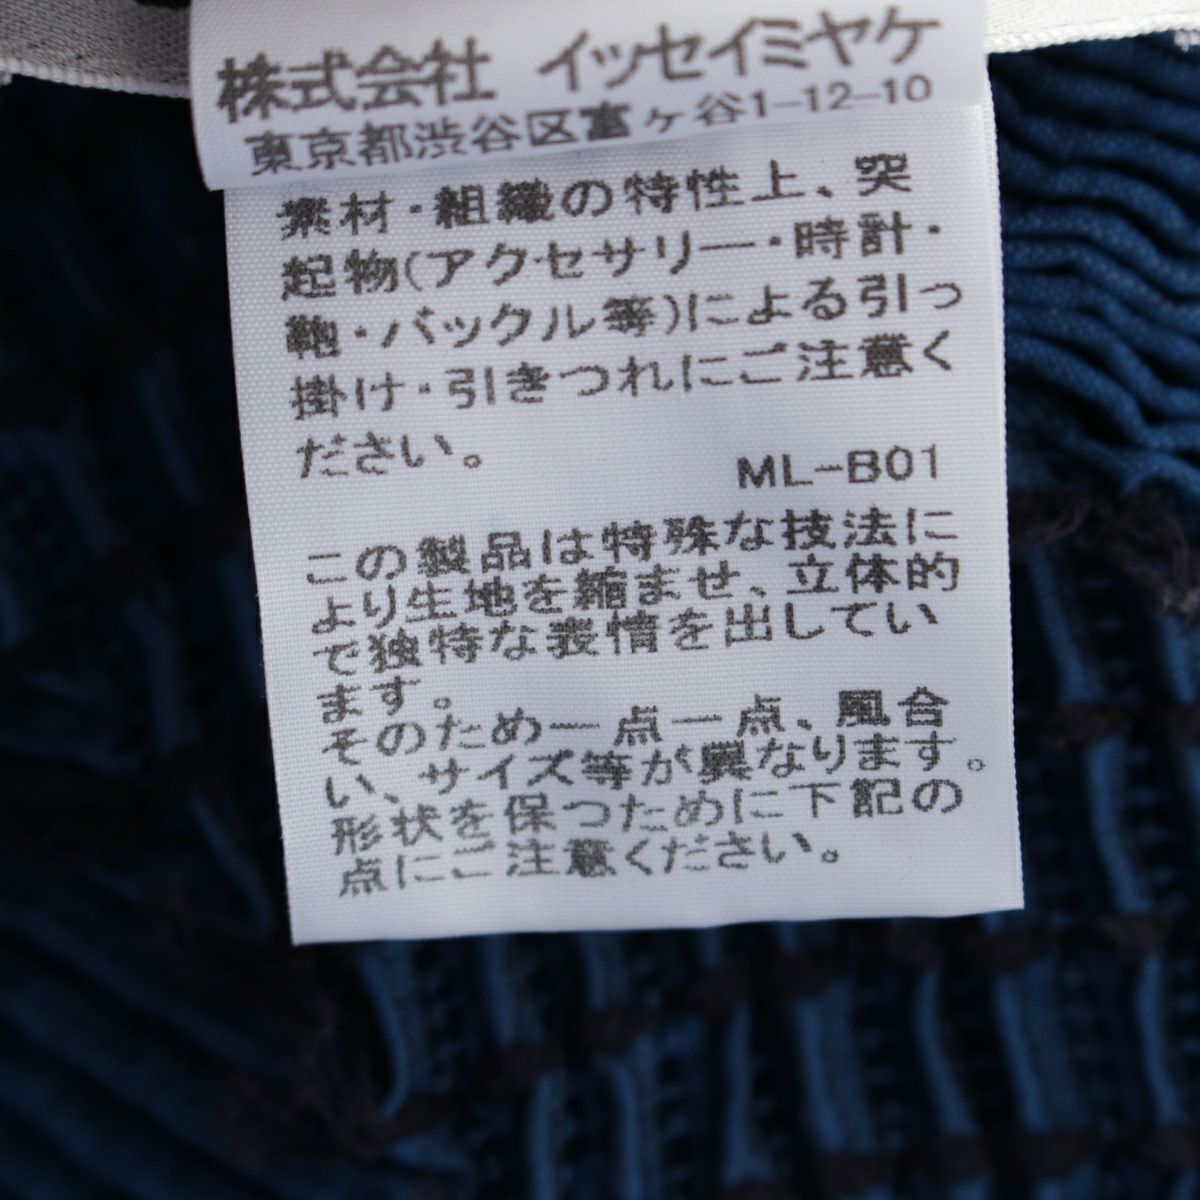 株式会社 イッセイミヤケ
東京都渋谷区富ヶ谷1-12-10
素材・組織の特性上、突
起物(アクセサリー・時計・
鞄・バックル等)による引っ
掛け・引きつれにご注意く
ださい。
ML-B01
この製品は特殊な技法に
より生地を縮ませ、立体的
で独特な表情を出してい
ます。
そのため一点一点、風合
い、サイズ等が異なります。
形状を保つために下記の
点にご注意ください。